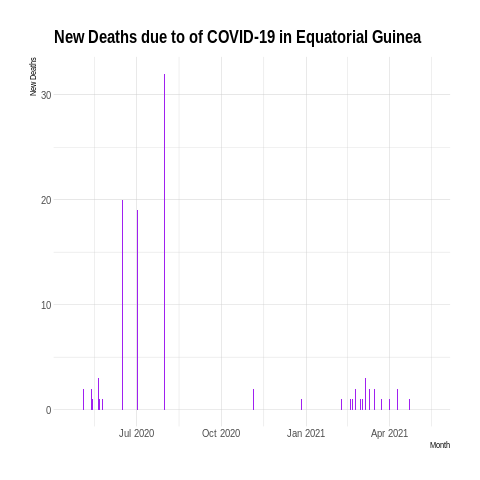 New Deaths due to of COVID-19 in Equatorial Guinea
New Deaths
30
20
10
0
Jul 2020 Oct 2020 Jan 2021 Apr 2021
Month